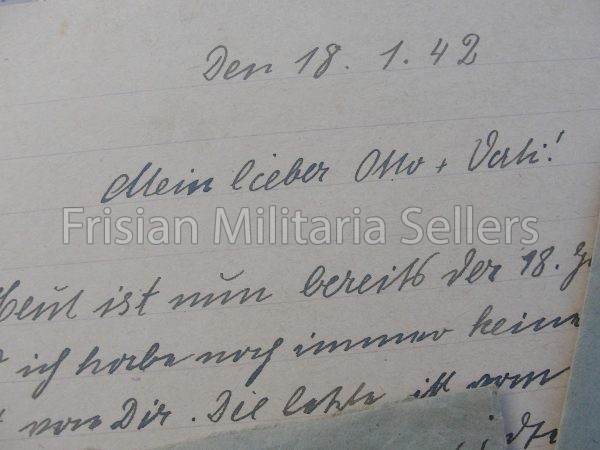 Den 18. 1. 42
Mein lieber Otto + Vati!
Frisian Militaria Sellers
Heut ist nun bereits der 18.
ich habe noch immer keine
von Dir. Die letzte ist vom